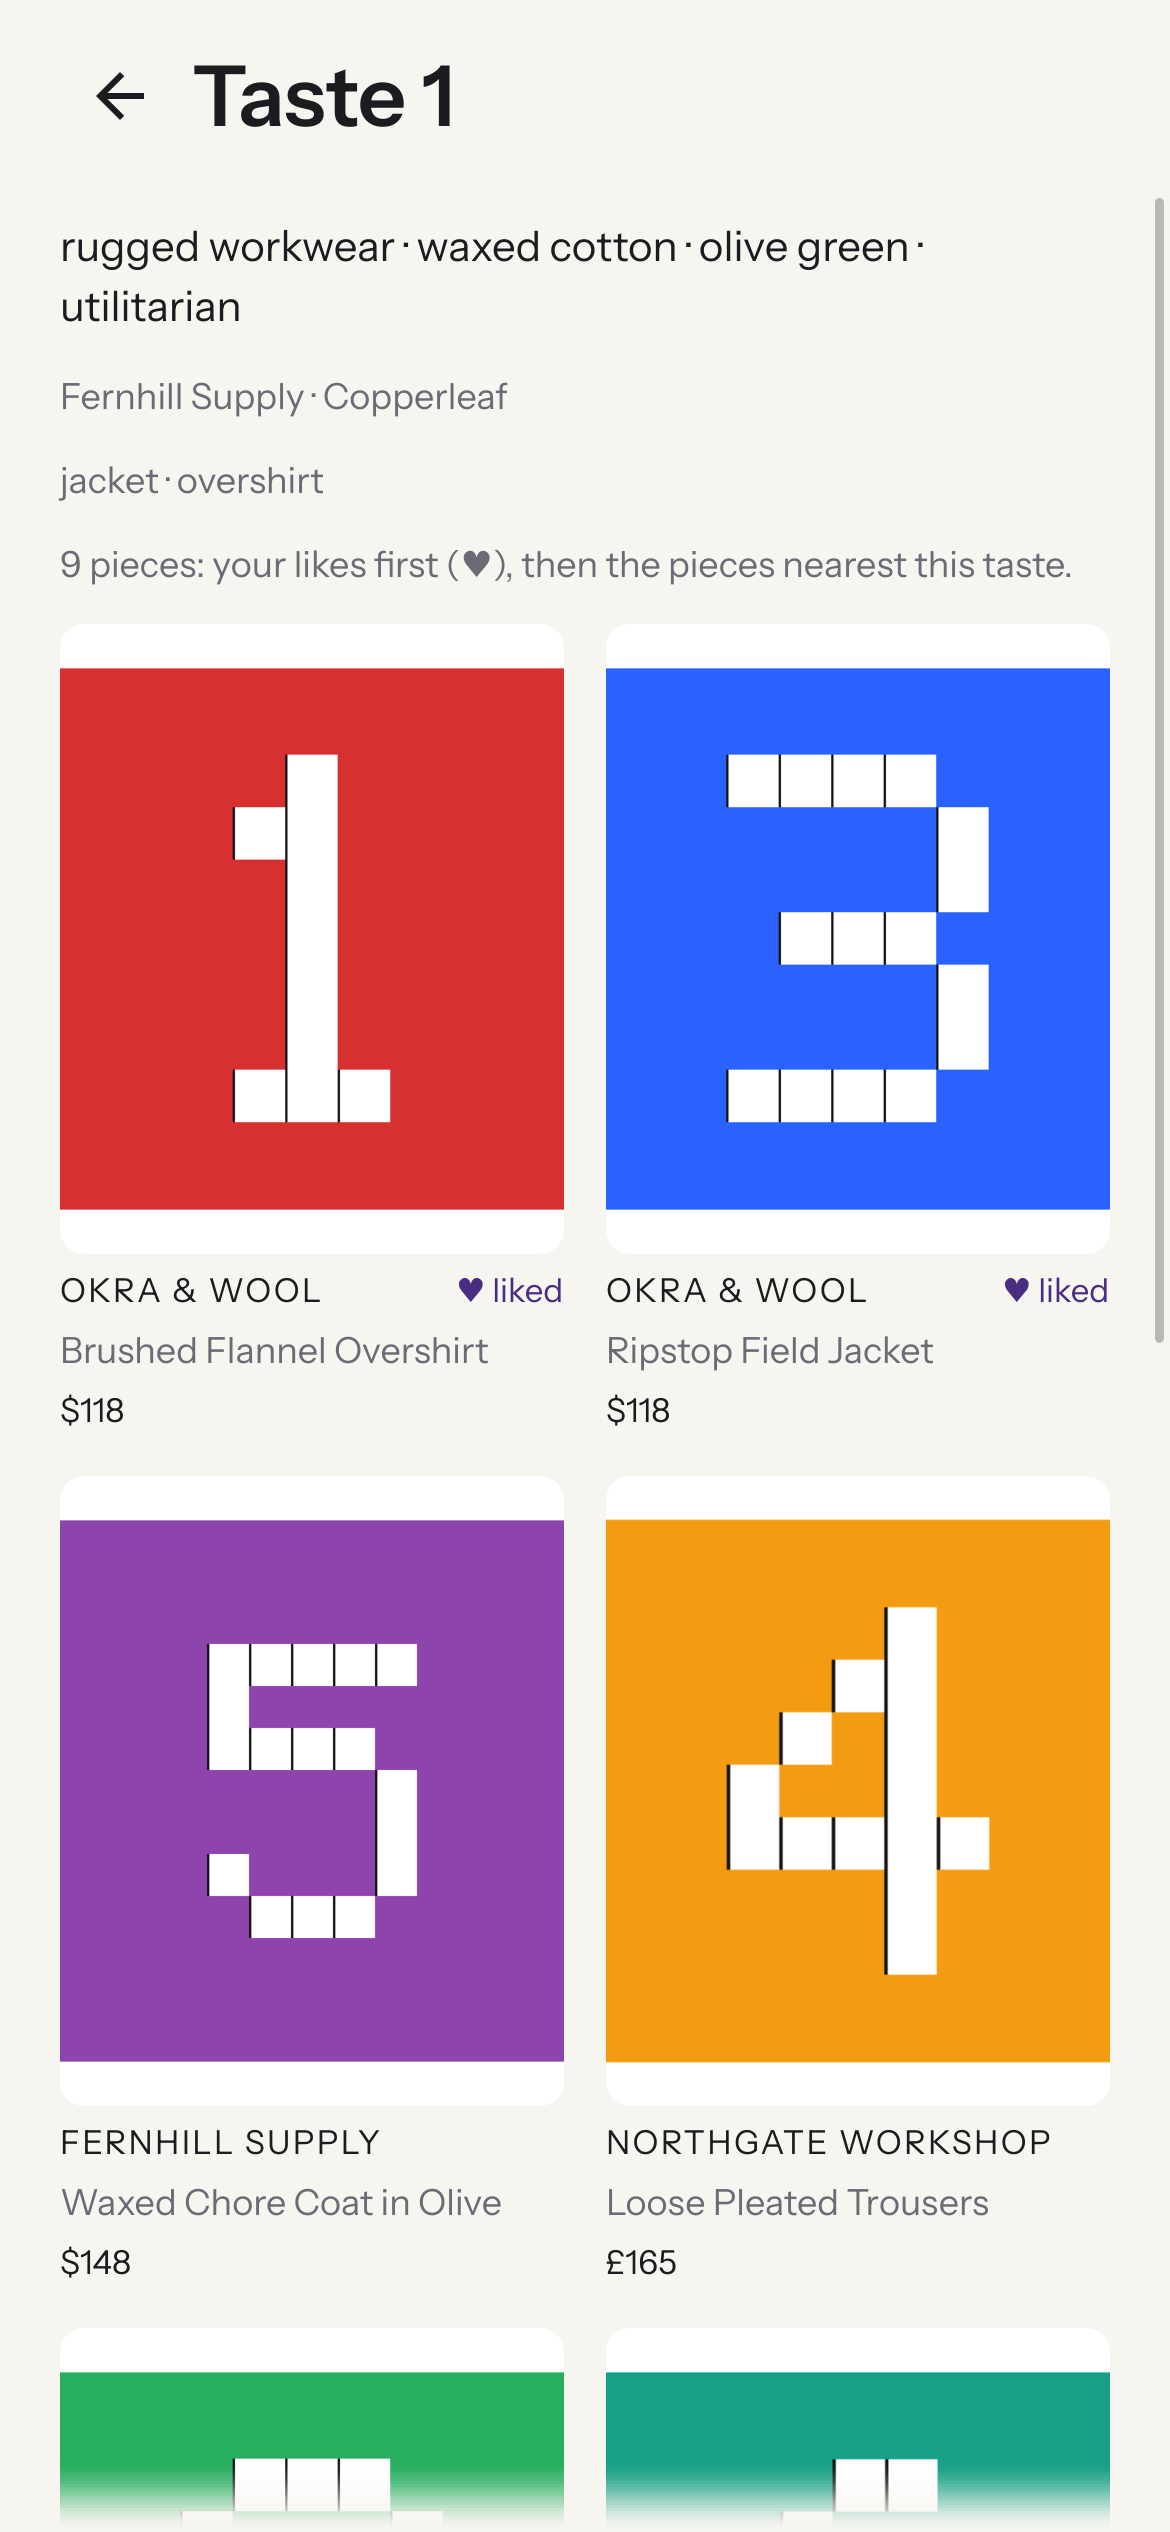 Taste 1
rugged workwear · waxed cotton · olive green ·
utilitarian
Fernhill Supply · Copperleaf
jacket · overshirt
9 pieces: your likes first (♥), then the pieces nearest this taste.
1
3
OKRA & WOOL ♥ liked
OKRA & WOOL ♥ liked
Brushed Flannel Overshirt
Ripstop Field Jacket
$118
$118
5
4
FERNHILL SUPPLY
NORTHGATE WORKSHOP
Waxed Chore Coat in Olive
Loose Pleated Trousers
$148
£165